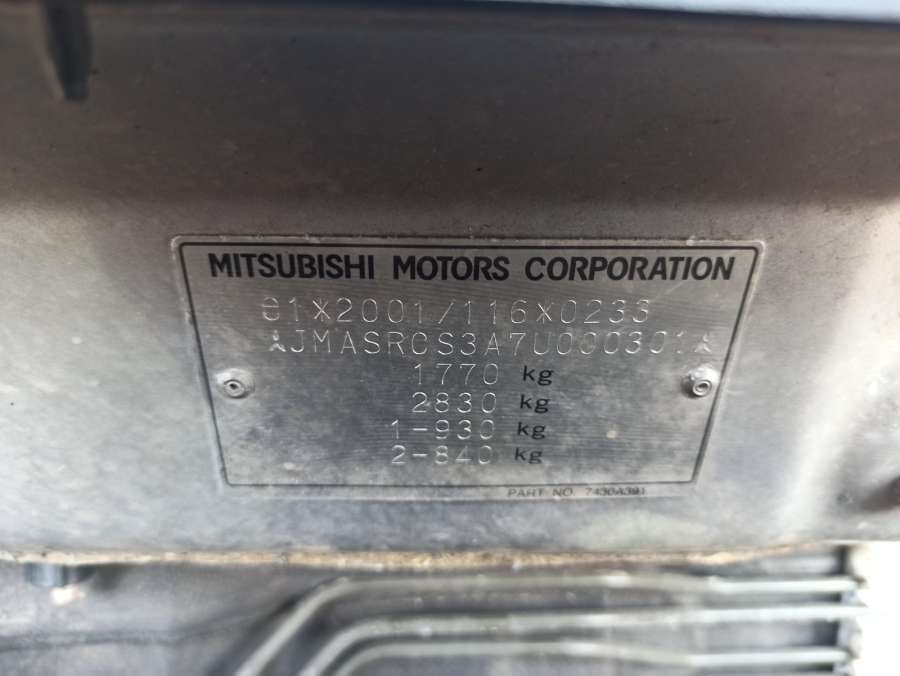 MITSUBISHI MOTORS CORPORATION
e1*2001/116*0233
JMASRCS3A7U000301
1770 kg
2830 kg
1-930 kg
2-840 kg
PART NO. 7430A391